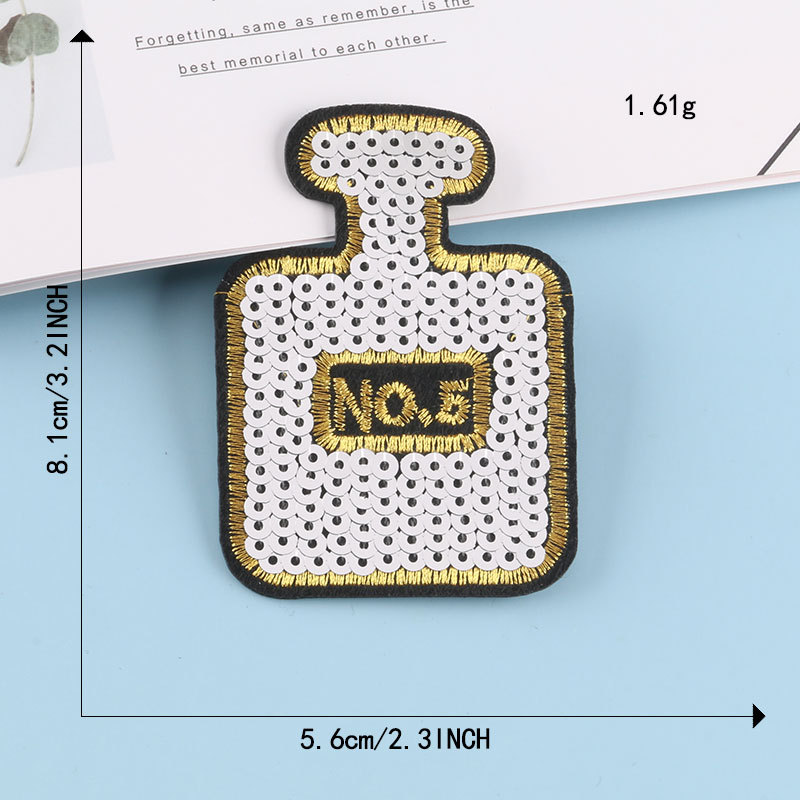 Forgetting, same as remember, is the
best memorial to each other.
1.61g
8.1cm/3.2INCH
NO.5
5.6cm/2.3INCH